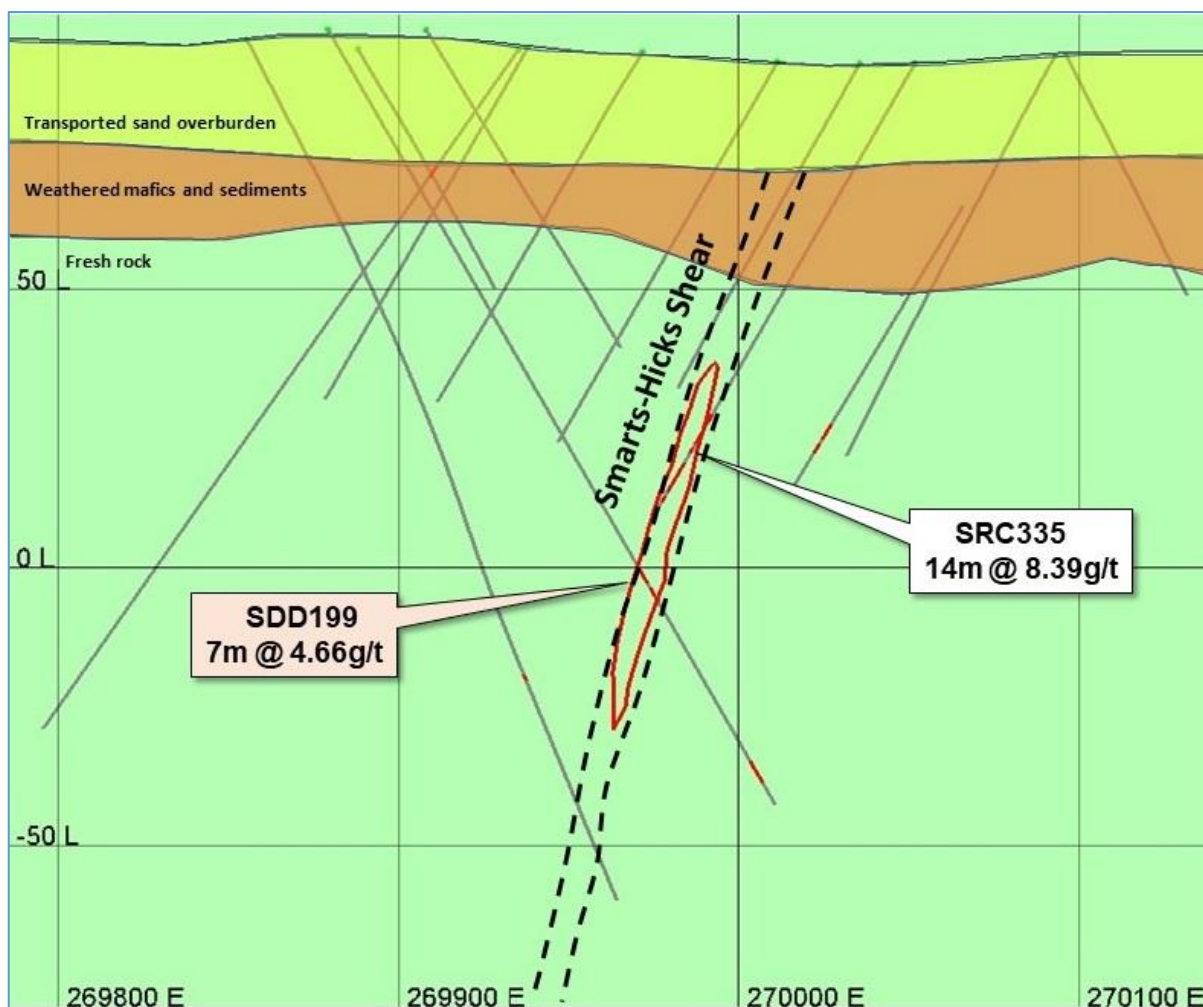 Transported sand overburden
Weathered mafics and sediments
Fresh rock
50 L
Smarts-Hicks Shear
SRC335
14m @ 8.39g/t
0 L
SDD199
7m @ 4.66g/t
-50 L
269800 E
269900 E
270000 E
270100 E